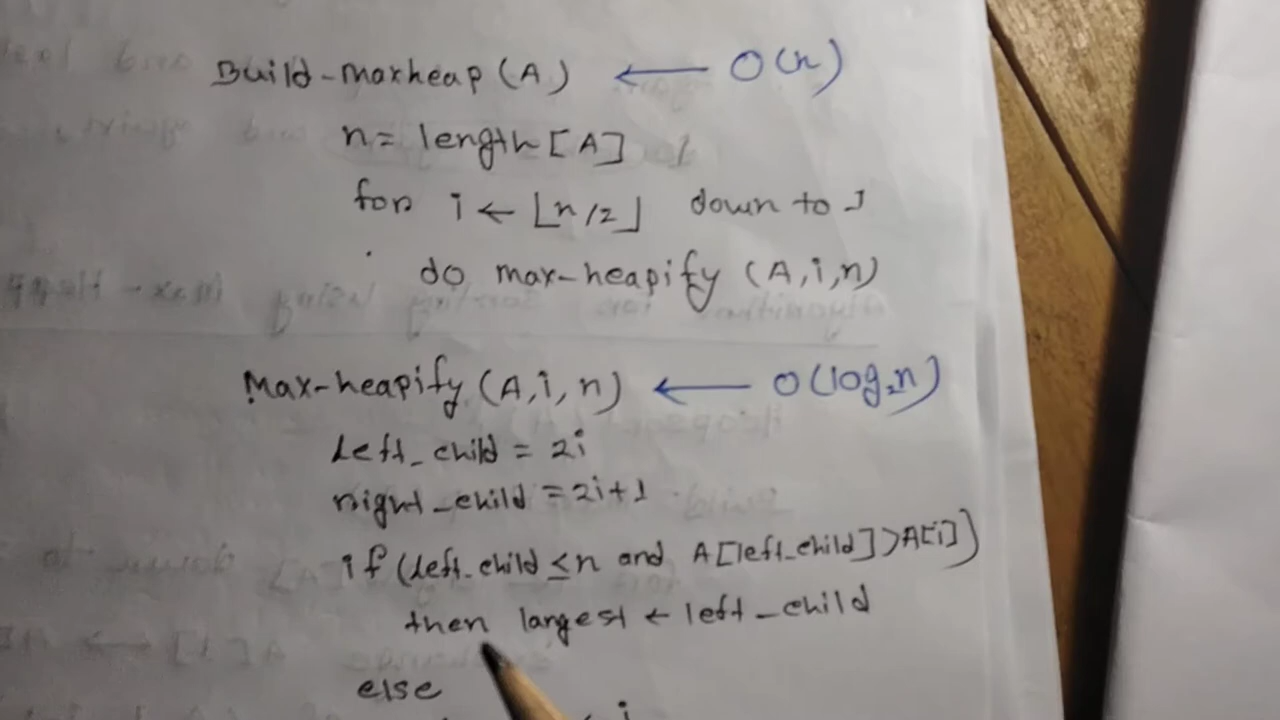 Build-maxheap (A) ← O(n)
n = length [A]
for i ← ⌊n/2⌋ down to 1
do max-heapify (A, i, n)
Max-heapify (A, i, n) ← O(log₂n)
Left_child = 2i
right_child = 2i+1
if (Left_child ≤ n and A[left_child] > A[i])
then largest ← left_child
else
← i